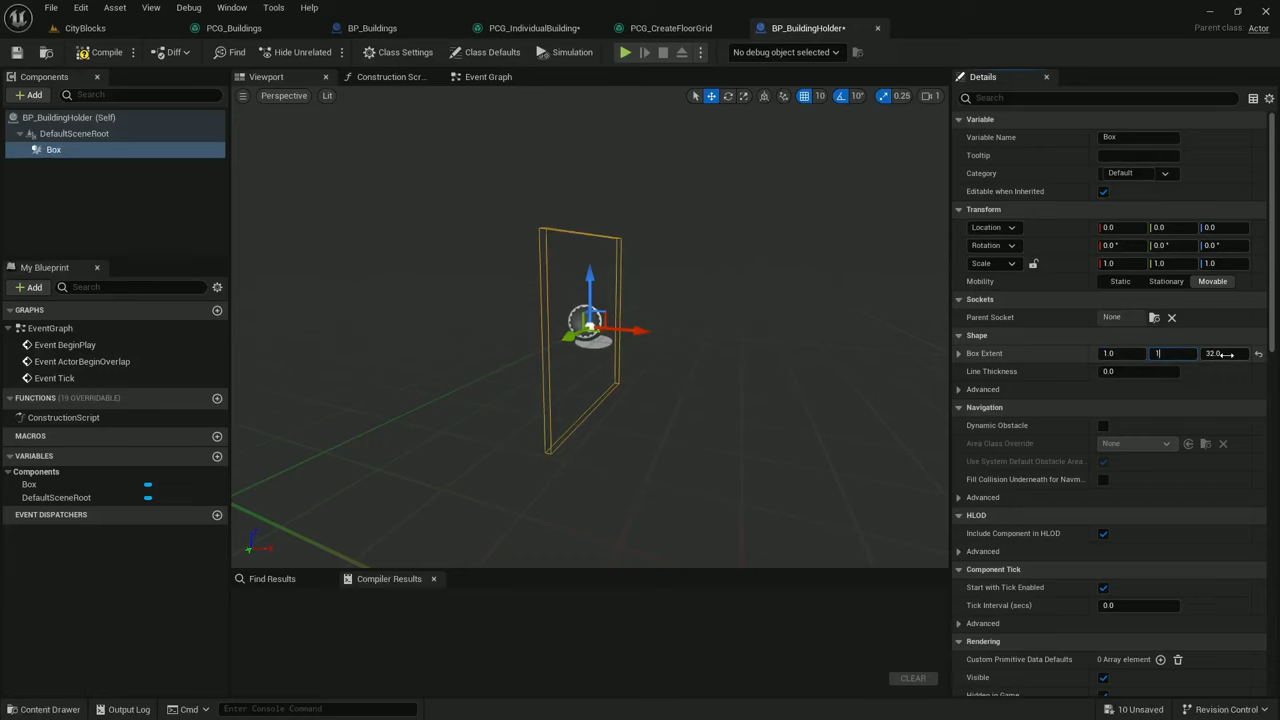 File Edit Asset View Debug Window Tools Help
CityBlocks
PCG_Buildings
BP_Buildings
PCG_IndividualBuilding*
PCG_CreateFloorGrid
BP_BuildingHolder*
Parent class: Actor
Compile
Diff
Find
Hide Unrelated
Class Settings
Class Defaults
Simulation
No debug object selected
Components
Add
Search
BP_BuildingHolder (Self)
DefaultSceneRoot
Box
My Blueprint
Add
Search
GRAPHS
EventGraph
Event BeginPlay
Event ActorBeginOverlap
Event Tick
FUNCTIONS (19 OVERRIDABLE)
ConstructionScript
MACROS
VARIABLES
Components
Box
DefaultSceneRoot
EVENT DISPATCHERS
Viewport
Construction Scr...
Event Graph
Perspective
Lit
10
10°
0.25
1
Find Results
Compiler Results
CLEAR
Details
Search
Variable
Variable Name Box
Tooltip
Category Default
Editable when Inherited
Transform
Location 0.0 0.0 0.0
Rotation 0.0 ° 0.0 ° 0.0 °
Scale 1.0 1.0 1.0
Mobility Static Stationary Movable
Sockets
Parent Socket None
Shape
Box Extent 1.0 1 32.0
Line Thickness 0.0
Advanced
Navigation
Dynamic Obstacle
Area Class Override None
Use System Default Obstacle Area...
Fill Collision Underneath for Navm...
Advanced
HLOD
Include Component in HLOD
Advanced
Component Tick
Start with Tick Enabled
Tick Interval (secs) 0.0
Advanced
Rendering
Custom Primitive Data Defaults 0 Array element
Visible
Hidden in Game
Content Drawer
Output Log
Cmd
Enter Console Command
10 Unsaved
Revision Control